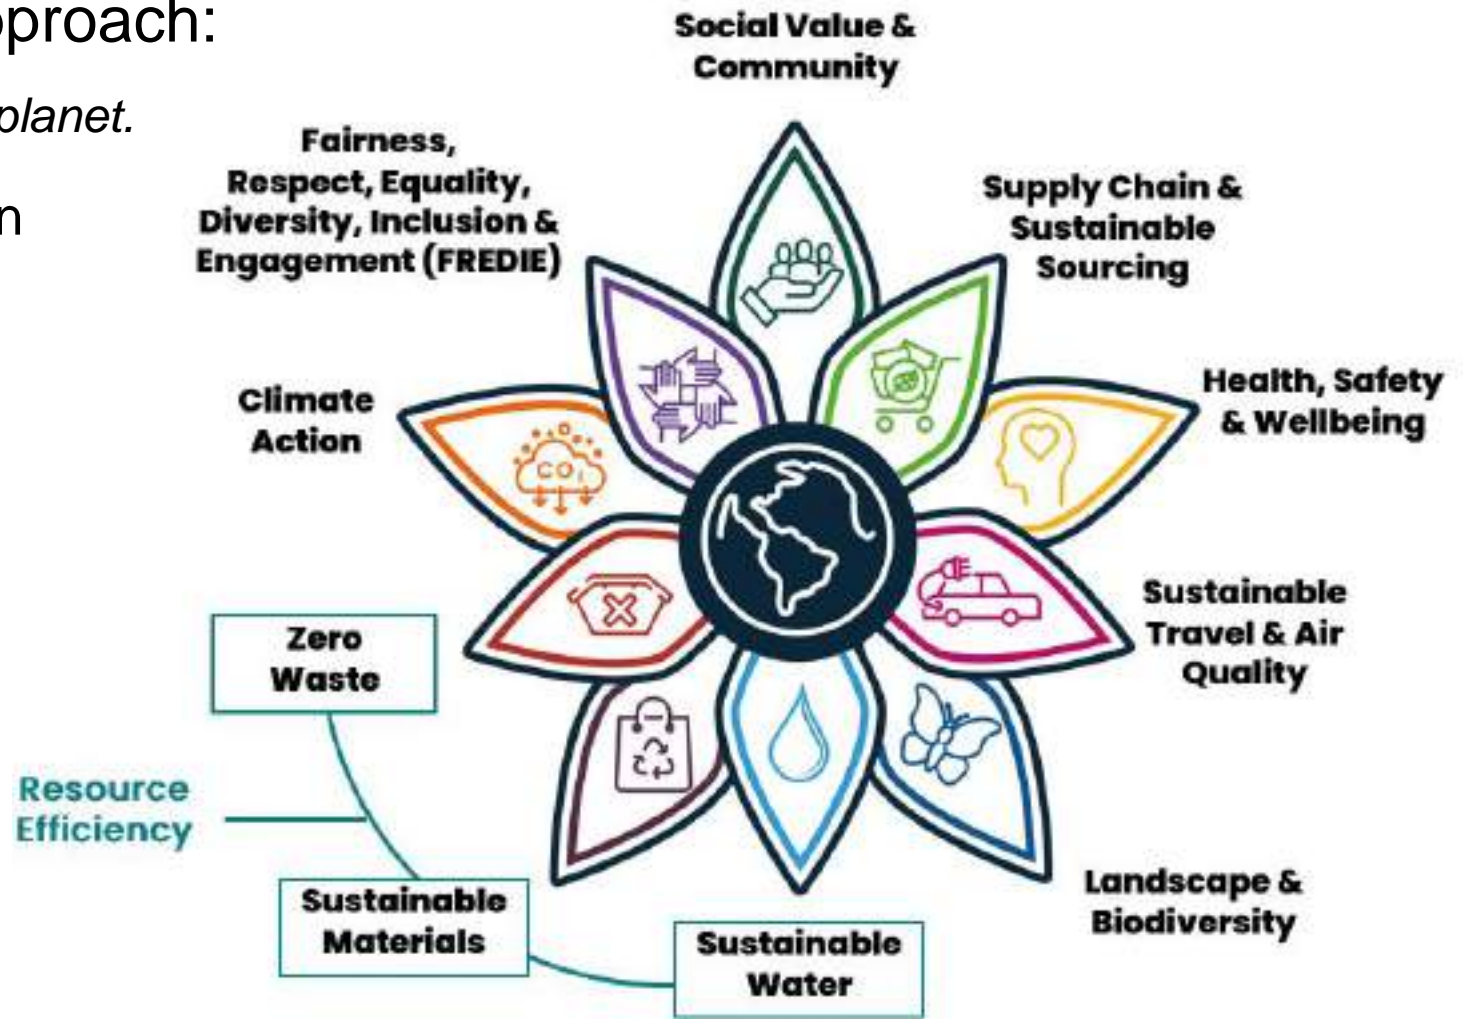 pproach:
planet.
n
Social Value &
Community
Fairness,
Respect, Equality,
Diversity, Inclusion &
Engagement (FREDIE)
Supply Chain &
Sustainable
Sourcing
Climate
Action
Health, Safety
& Wellbeing
CO2
Sustainable
Travel & Air
Quality
Zero
Waste
Resource
Efficiency
Sustainable
Materials
Sustainable
Water
Landscape &
Biodiversity